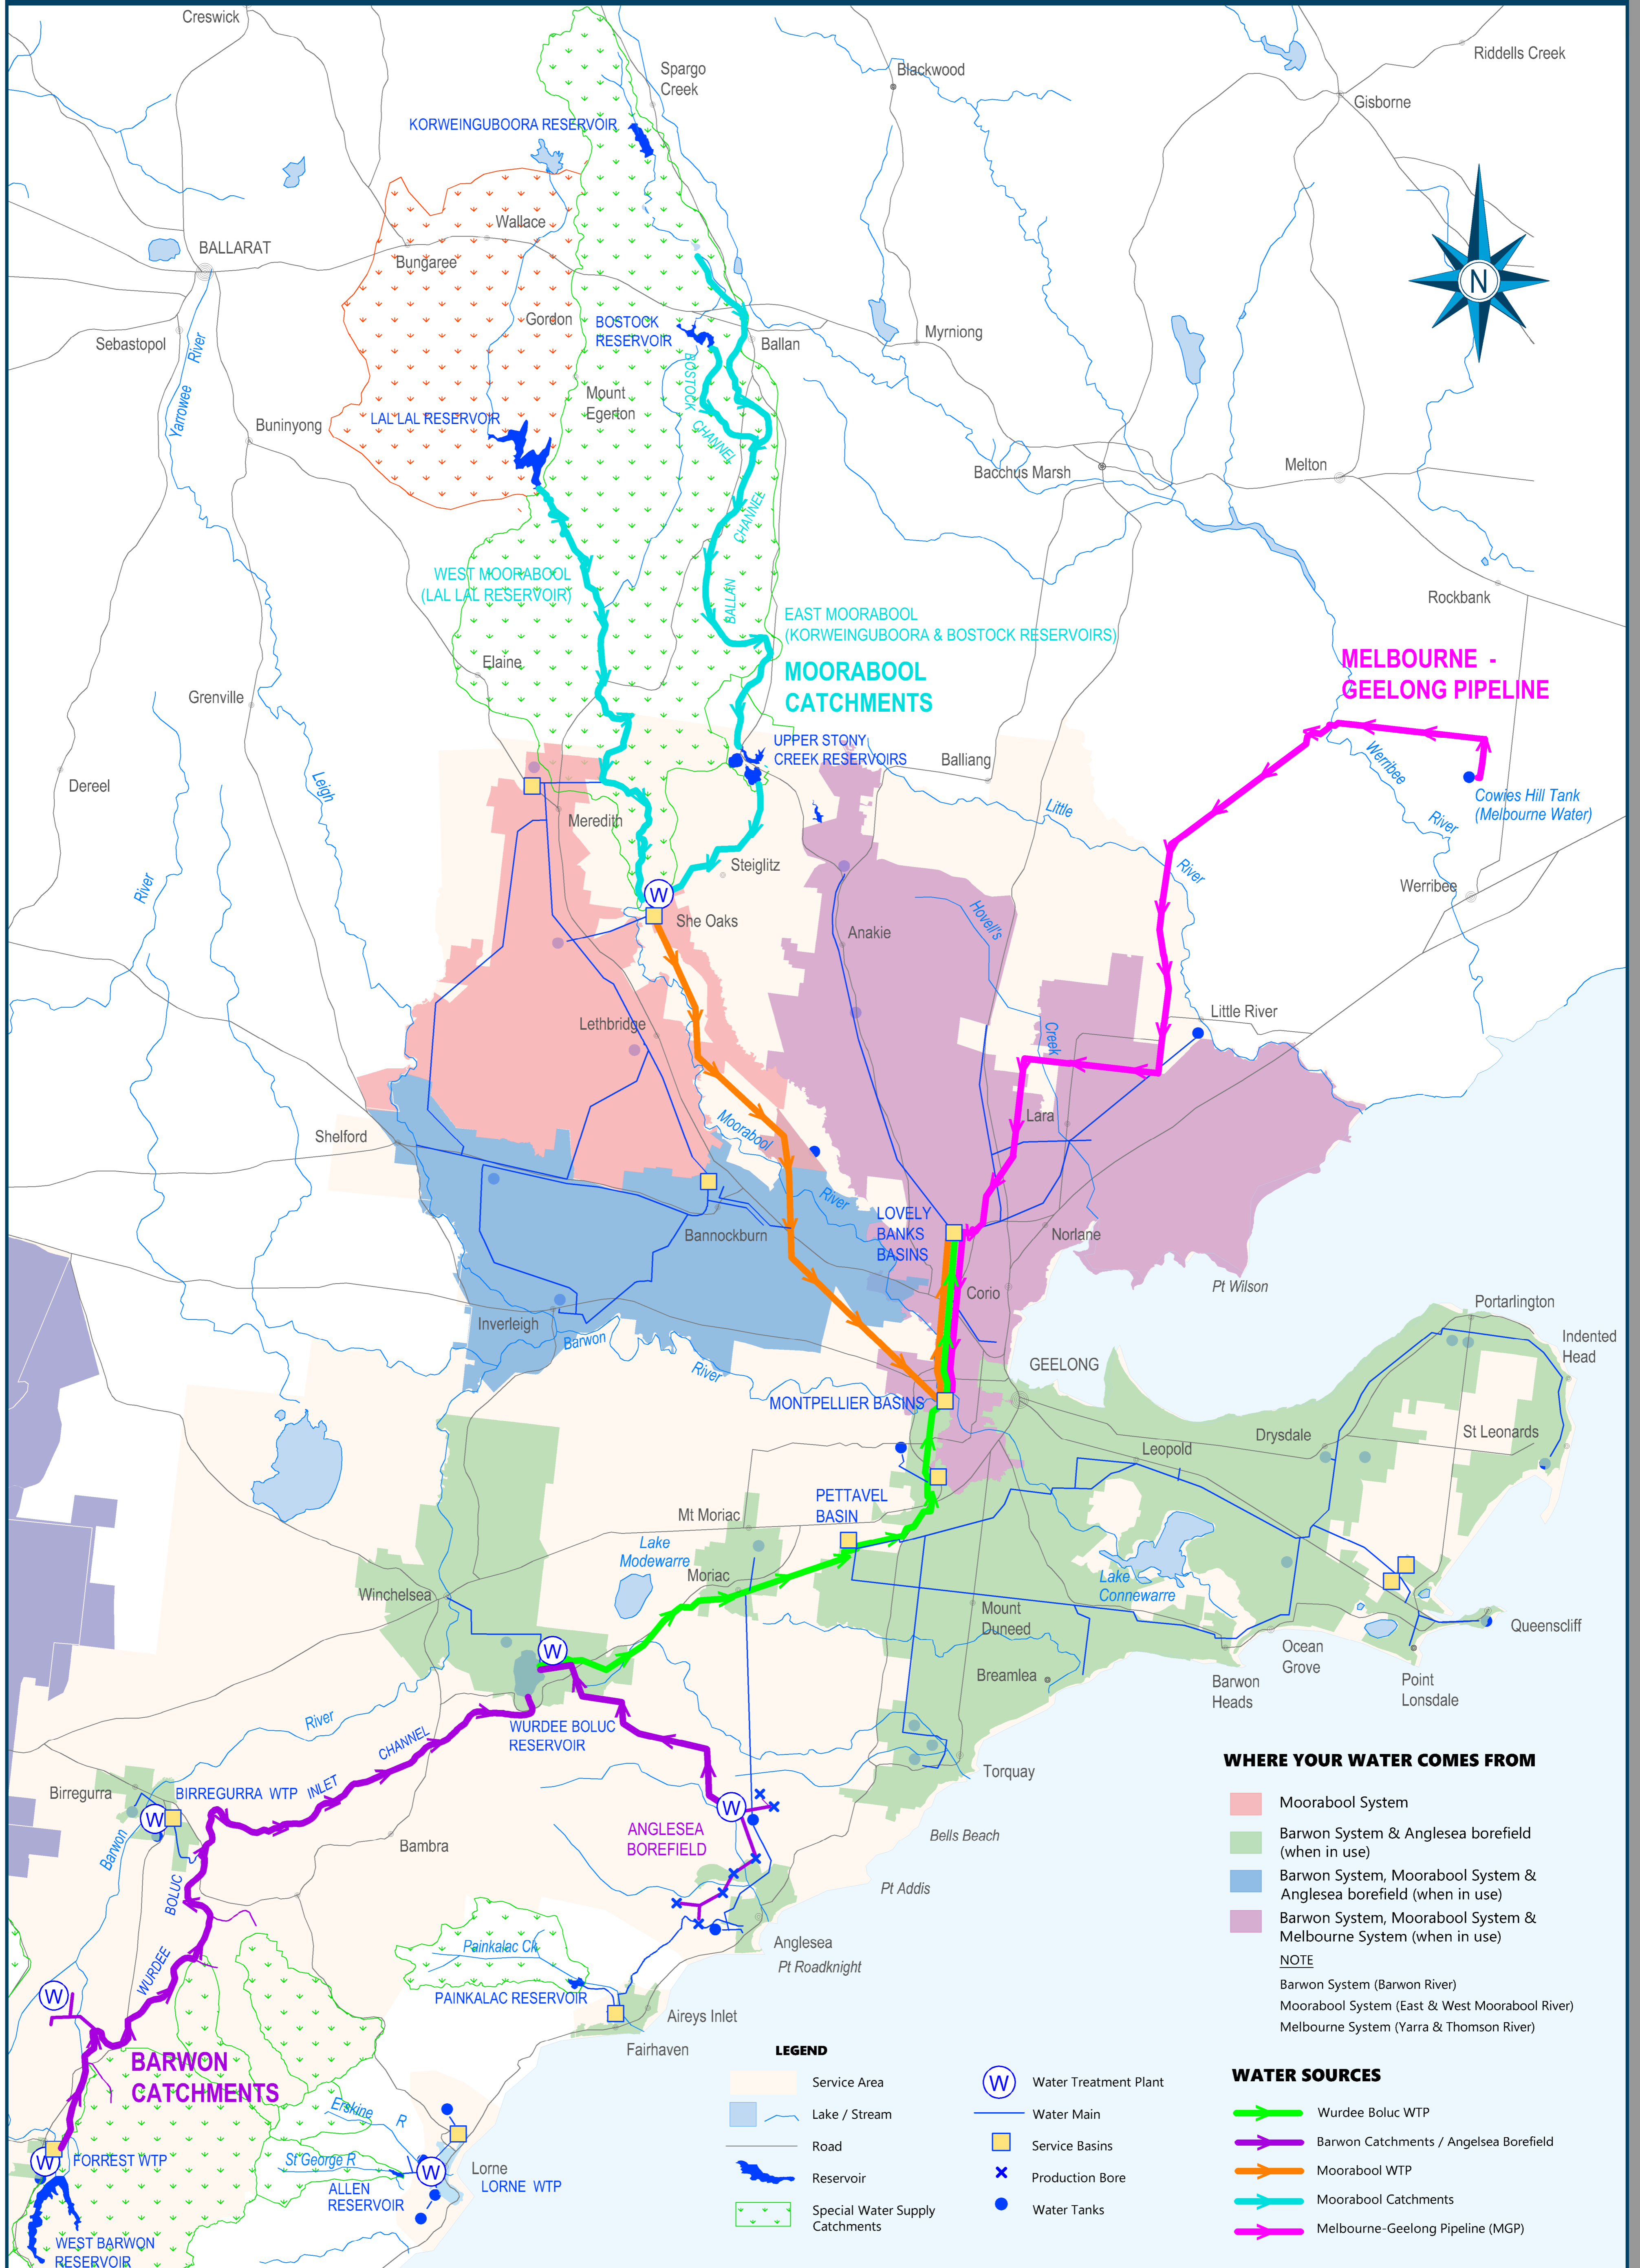 Creswick
Spargo
Creek
Blackwood
Riddells Creek
Gisborne
KORWEINGUBOORA RESERVOIR
Wallace
BALLARAT
Bungaree
N
Gordon
BOSTOCK
RESERVOIR
Ballan
Myrniong
Sebastopol
Yarrowee River
BOSTOCK CHANNEL
Mount
Egerton
LAL LAL RESERVOIR
Buninyong
Bacchus Marsh
Melton
BALLAN CHANNEL
WEST MOORABOOL
(LAL LAL RESERVOIR)
Rockbank
EAST MOORABOOL
(KORWEINGUBOORA & BOSTOCK RESERVOIRS)
MOORABOOL
CATCHMENTS
MELBOURNE -
GEELONG PIPELINE
Elaine
Grenville
UPPER STONY
CREEK RESERVOIRS
Balliang
Werribee
River
Dereel
Leigh
River
Cowies Hill Tank
(Melbourne Water)
Little
River
Meredith
Steiglitz
Werribee
W
She Oaks
Anakie
Hovell's
Creek
Lethbridge
Little River
Shelford
Moorabool
River
Lara
Bannockburn
LOVELY
BANKS
BASINS
Norlane
Pt Wilson
Corio
Inverleigh
Barwon
River
Portarlington
Indented
Head
GEELONG
MONTPELLIER BASINS
Drysdale
St Leonards
Leopold
PETTAVEL
BASIN
Mt Moriac
Lake
Modewarre
Moriac
Winchelsea
Lake
Connewarre
Mount
Duneed
Queenscliff
Ocean
Grove
W
Breamlea
Barwon
Heads
Point
Lonsdale
WURDEE BOLUC
RESERVOIR
River
Torquay
Birregurra
BIRREGURRA WTP
WURDEE BOLUC INLET CHANNEL
W
W
ANGLESEA
BOREFIELD
Bambra
Barwon
Bells Beach
Pt Addis
Anglesea
Pt Roadknight
Painkalac Ck
PAINKALAC RESERVOIR
Aireys Inlet
Fairhaven
W
BARWON
CATCHMENTS
Erskine R
St George R
W
FORREST WTP
W
Lorne
LORNE WTP
ALLEN
RESERVOIR
WEST BARWON
RESERVOIR
WHERE YOUR WATER COMES FROM
Moorabool System
Barwon System & Anglesea borefield
(when in use)
Barwon System, Moorabool System &
Anglesea borefield (when in use)
Barwon System, Moorabool System &
Melbourne System (when in use)
NOTE
Barwon System (Barwon River)
Moorabool System (East & West Moorabool River)
Melbourne System (Yarra & Thomson River)
LEGEND
Service Area
Lake / Stream
Road
Reservoir
Special Water Supply
Catchments
W
Water Treatment Plant
Water Main
Service Basins
Production Bore
Water Tanks
WATER SOURCES
Wurdee Boluc WTP
Barwon Catchments / Angelsea Borefield
Moorabool WTP
Moorabool Catchments
Melbourne-Geelong Pipeline (MGP)